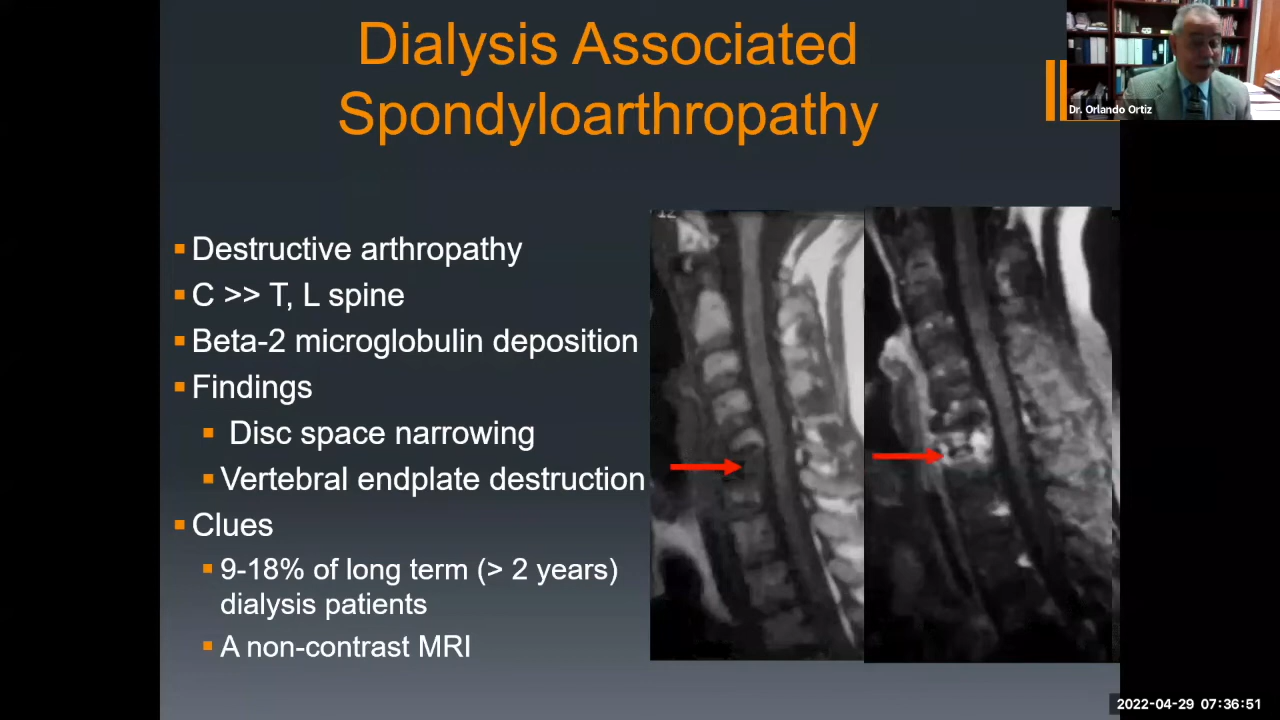 Dialysis Associated
Spondyloarthropathy
Dr. Orlando Ortiz
▪ Destructive arthropathy
▪ C >> T, L spine
▪ Beta-2 microglobulin deposition
▪ Findings
▪ Disc space narrowing
▪ Vertebral endplate destruction
▪ Clues
▪ 9-18% of long term (> 2 years)
dialysis patients
▪ A non-contrast MRI
2022-04-29 07:36:51